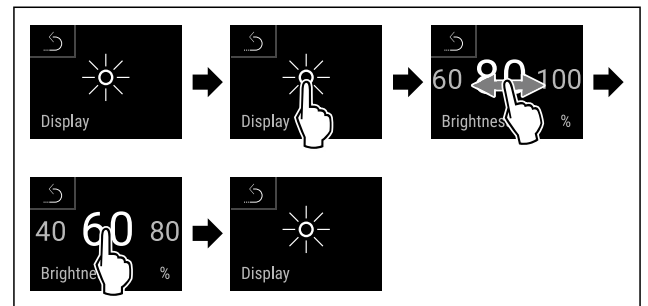 Display
Display
60 80 100
Brightnes %
40 60 80
Brightne %
Display